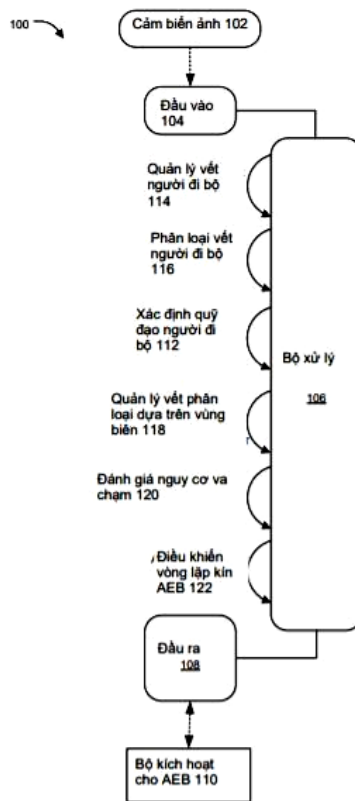 100
Cảm biến ảnh 102
Đầu vào
104
Quản lý vết
người đi bộ
114
Phân loại vết
người đi bộ
116
Xác định quỹ
đạo người đi
bộ 112
Bộ xử lý
106
Quản lý vết phân
loại dựa trên vùng
biên 118
Đánh giá nguy cơ va
chạm 120
Điều khiển
vòng lặp kín
AEB 122
Đầu ra
108
Bộ kích hoạt
cho AEB 110